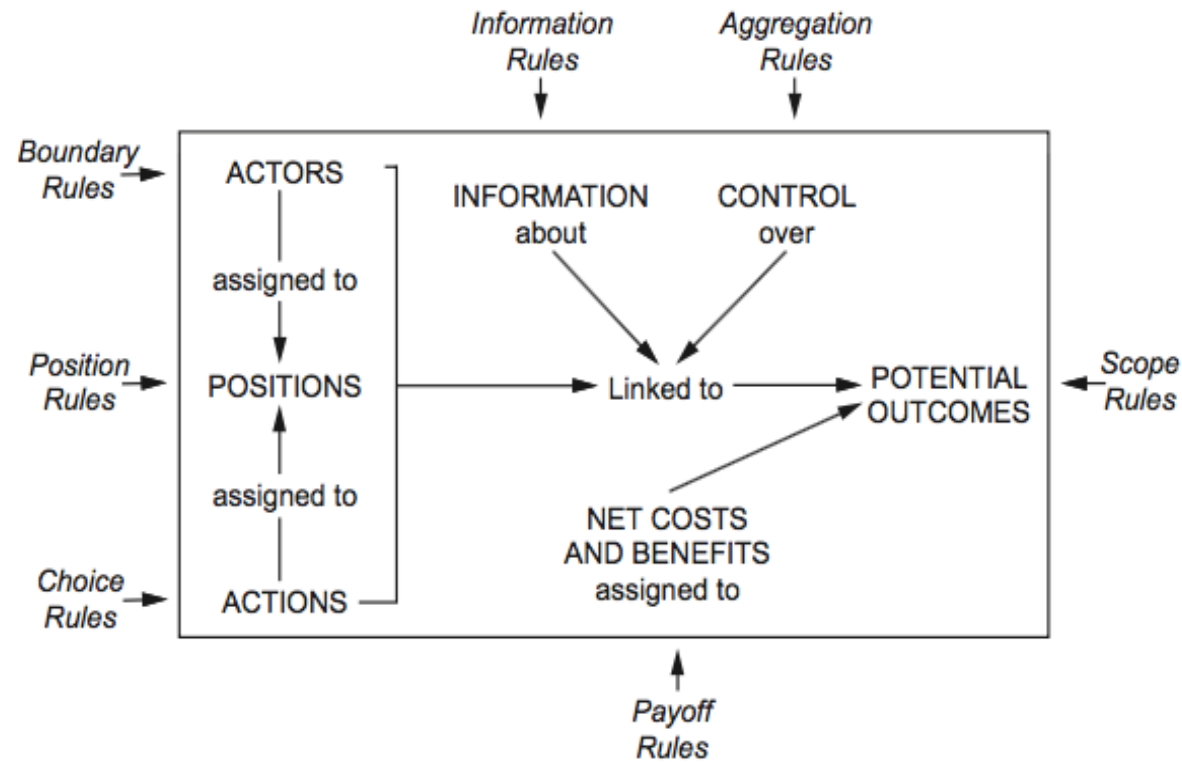 Information
Rules
Aggregation
Rules
Boundary
Rules
ACTORS
INFORMATION
about
CONTROL
over
assigned to
Position
Rules
POSITIONS
Linked to
POTENTIAL
OUTCOMES
Scope
Rules
assigned to
NET COSTS
AND BENEFITS
assigned to
Choice
Rules
ACTIONS
Payoff
Rules